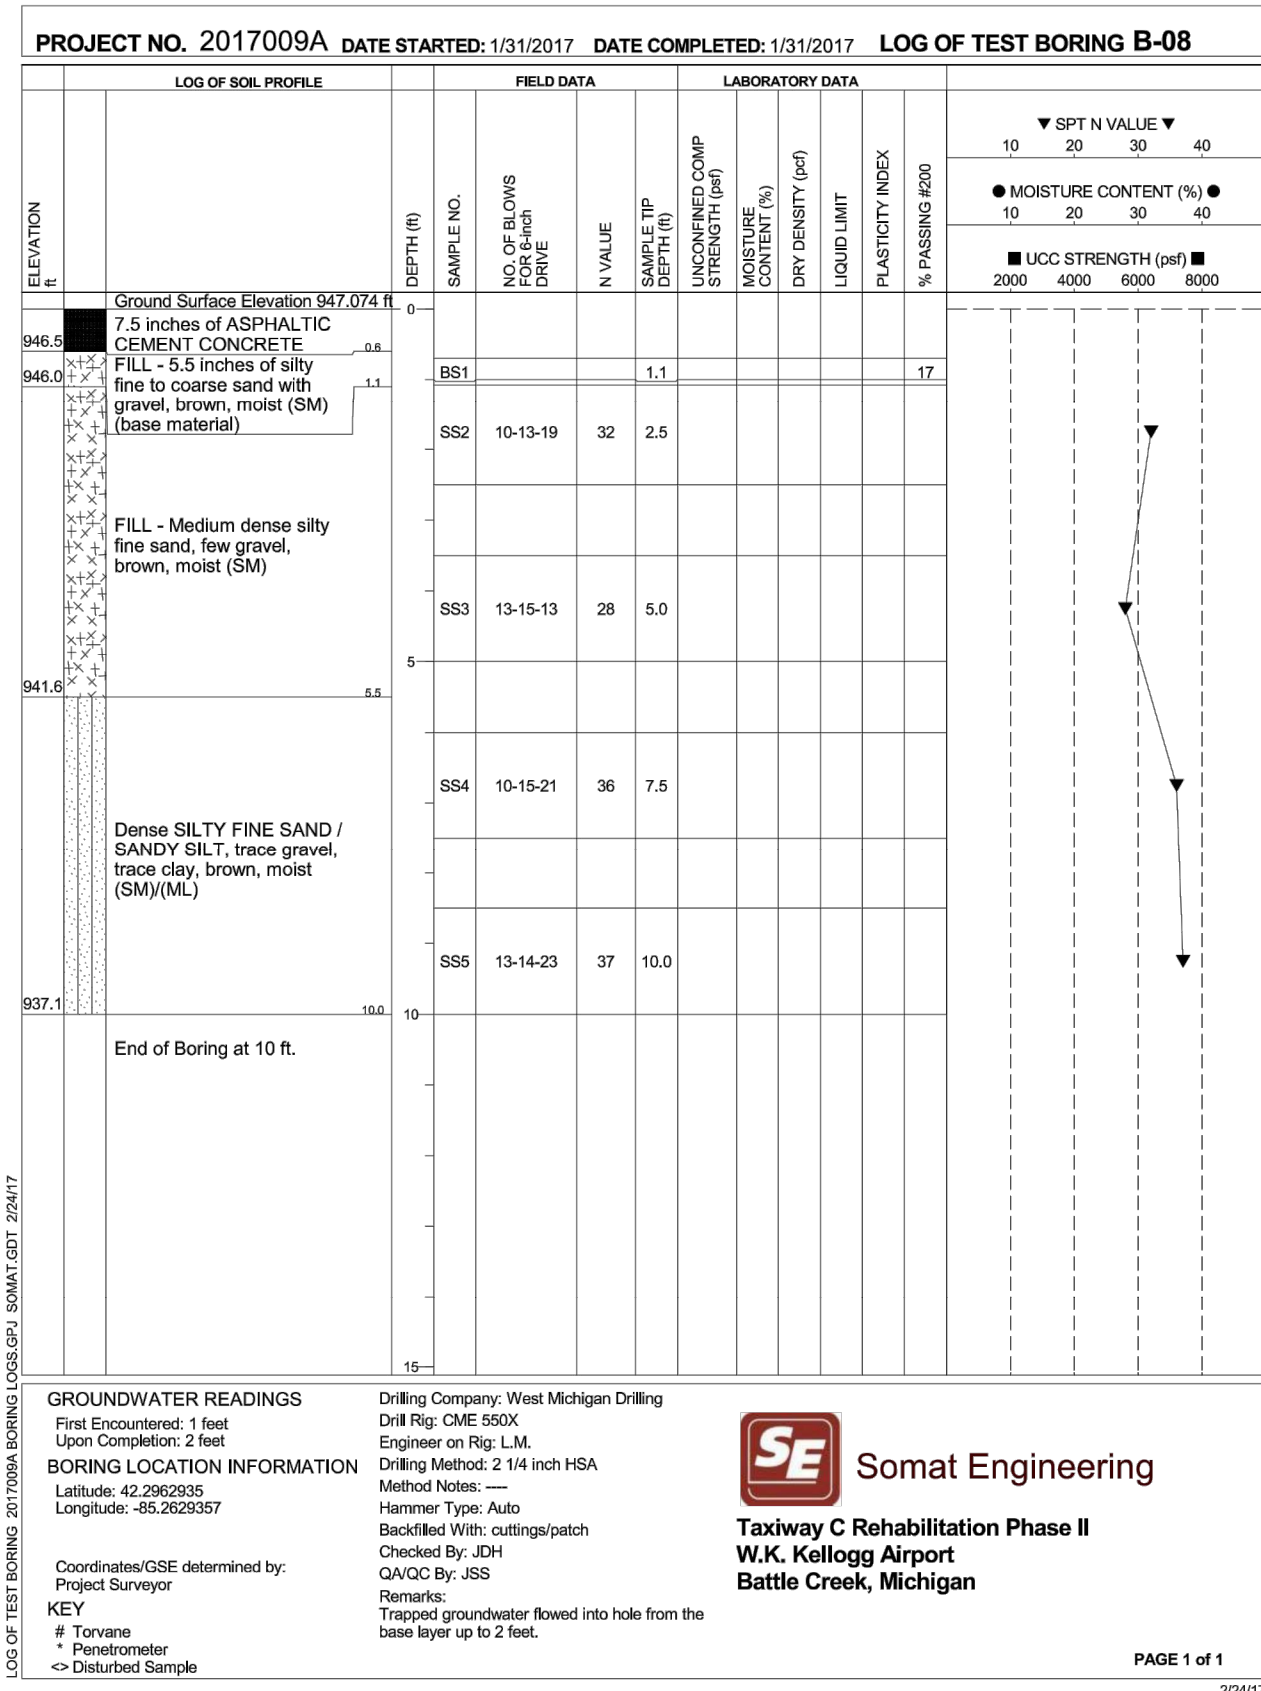 PROJECT NO. 2017009A DATE STARTED: 1/31/2017 DATE COMPLETED: 1/31/2017 LOG OF TEST BORING B-08
LOG OF SOIL PROFILE
FIELD DATA
LABORATORY DATA
ELEVATION ft
DEPTH (ft)
SAMPLE NO.
NO. OF BLOWS FOR 6-inch DRIVE
N VALUE
SAMPLE TIP DEPTH (ft)
UNCONFINED COMP STRENGTH (psf)
MOISTURE CONTENT (%)
DRY DENSITY (pcf)
LIQUID LIMIT
PLASTICITY INDEX
% PASSING #200
▼ SPT N VALUE ▼
10 20 30 40
● MOISTURE CONTENT (%) ●
10 20 30 40
■ UCC STRENGTH (psf) ■
2000 4000 6000 8000
Ground Surface Elevation 947.074 ft
0
7.5 inches of ASPHALTIC
946.5 CEMENT CONCRETE 0.6
FILL - 5.5 inches of silty
946.0 fine to coarse sand with 1.1
gravel, brown, moist (SM)
(base material)
BS1 1.1 17
SS2 10-13-19 32 2.5
FILL - Medium dense silty
fine sand, few gravel,
brown, moist (SM)
SS3 13-15-13 28 5.0
5
941.6 5.5
SS4 10-15-21 36 7.5
Dense SILTY FINE SAND /
SANDY SILT, trace gravel,
trace clay, brown, moist
(SM)/(ML)
SS5 13-14-23 37 10.0
937.1 10.0 10
End of Boring at 10 ft.
15
LOG OF TEST BORING 2017009A BORING LOGS.GPJ SOMAT.GDT 2/24/17
GROUNDWATER READINGS
First Encountered: 1 feet
Upon Completion: 2 feet
BORING LOCATION INFORMATION
Latitude: 42.2962935
Longitude: -85.2629357
Coordinates/GSE determined by:
Project Surveyor
KEY
# Torvane
* Penetrometer
<> Disturbed Sample
Drilling Company: West Michigan Drilling
Drill Rig: CME 550X
Engineer on Rig: L.M.
Drilling Method: 2 1/4 inch HSA
Method Notes: ----
Hammer Type: Auto
Backfilled With: cuttings/patch
Checked By: JDH
QA/QC By: JSS
Remarks:
Trapped groundwater flowed into hole from the
base layer up to 2 feet.
SE
Somat Engineering
Taxiway C Rehabilitation Phase II
W.K. Kellogg Airport
Battle Creek, Michigan
PAGE 1 of 1
2/24/17